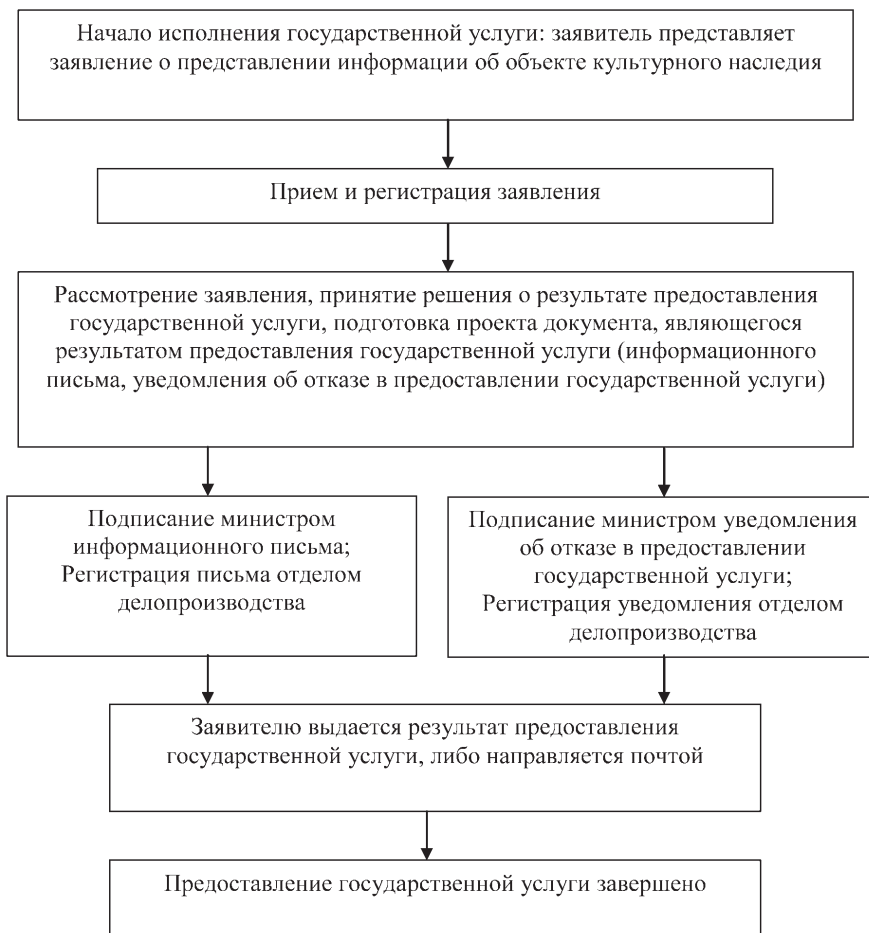 Начало исполнения государственной услуги: заявитель представляет
заявление о представлении информации об объекте культурного наследия
Прием и регистрация заявления
Рассмотрение заявления, принятие решения о результате предоставления
государственной услуги, подготовка проекта документа, являющегося
результатом предоставления государственной услуги (информационного
письма, уведомления об отказе в предоставлении государственной услуги)
Подписание министром
информационного письма;
Регистрация письма отделом
делопроизводства
Подписание министром уведомления
об отказе в предоставлении
государственной услуги;
Регистрация уведомления отделом
делопроизводства
Заявителю выдается результат предоставления
государственной услуги, либо направляется почтой
Предоставление государственной услуги завершено